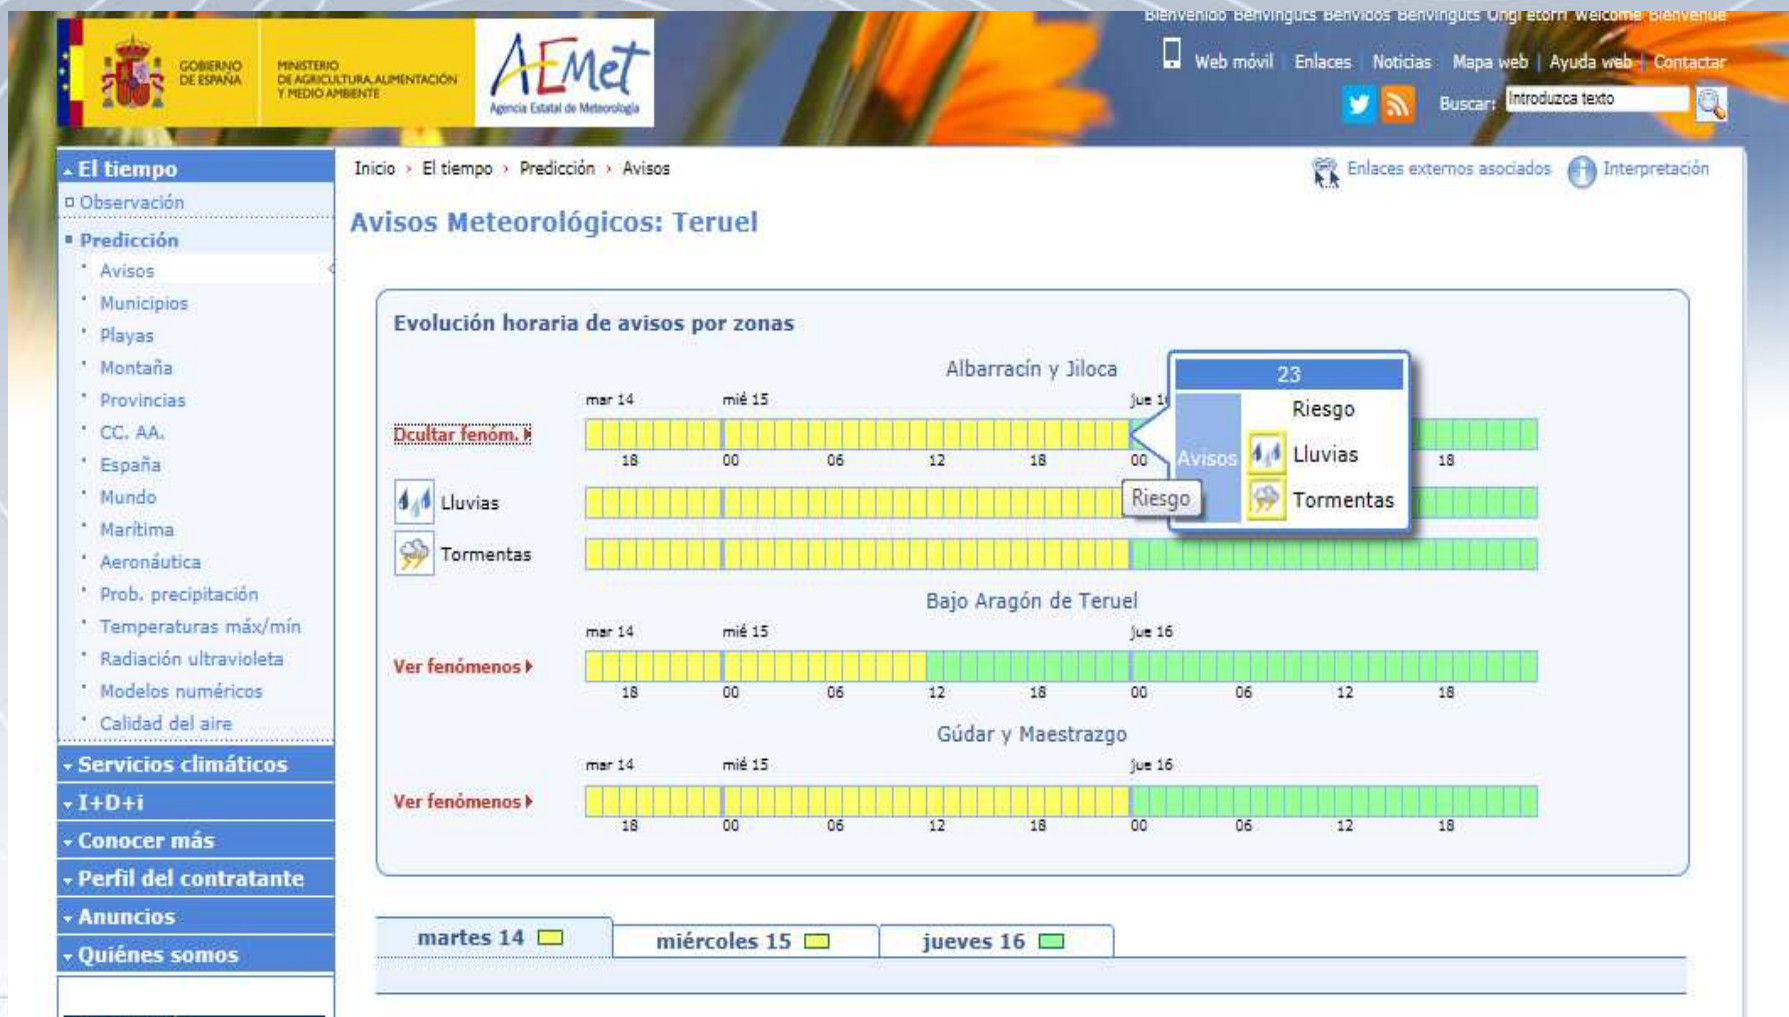 Bienvenido Benvinguts Benvidos Benvinguts Ongi etorri Welcome Bienvenue
GOBIERNO
DE ESPAÑA
MINISTERIO
DE AGRICULTURA, ALIMENTACIÓN
Y MEDIO AMBIENTE
AEMet
Agencia Estatal de Meteorología
Web móvil Enlaces Noticias Mapa web Ayuda web Contactar
Buscar: Introduzca texto
El tiempo
Observación
Predicción
Avisos
Municipios
Playas
Montaña
Provincias
CC. AA.
España
Mundo
Marítima
Aeronáutica
Prob. precipitación
Temperaturas máx/mín
Radiación ultravioleta
Modelos numéricos
Calidad del aire
Servicios climáticos
I+D+i
Conocer más
Perfil del contratante
Anuncios
Quiénes somos
Inicio › El tiempo › Predicción › Avisos
Enlaces externos asociados Interpretación
Avisos Meteorológicos: Teruel
Evolución horaria de avisos por zonas
Albarracín y Jiloca
mar 14 mié 15 jue 16
Ocultar fenóm.
18 00 06 12 18 00 18
Lluvias
Tormentas
23
Riesgo
Avisos
Lluvias
Tormentas
Riesgo
Bajo Aragón de Teruel
mar 14 mié 15 jue 16
Ver fenómenos
18 00 06 12 18 00 06 12 18
Gúdar y Maestrazgo
mar 14 mié 15 jue 16
Ver fenómenos
18 00 06 12 18 00 06 12 18
martes 14 miércoles 15 jueves 16